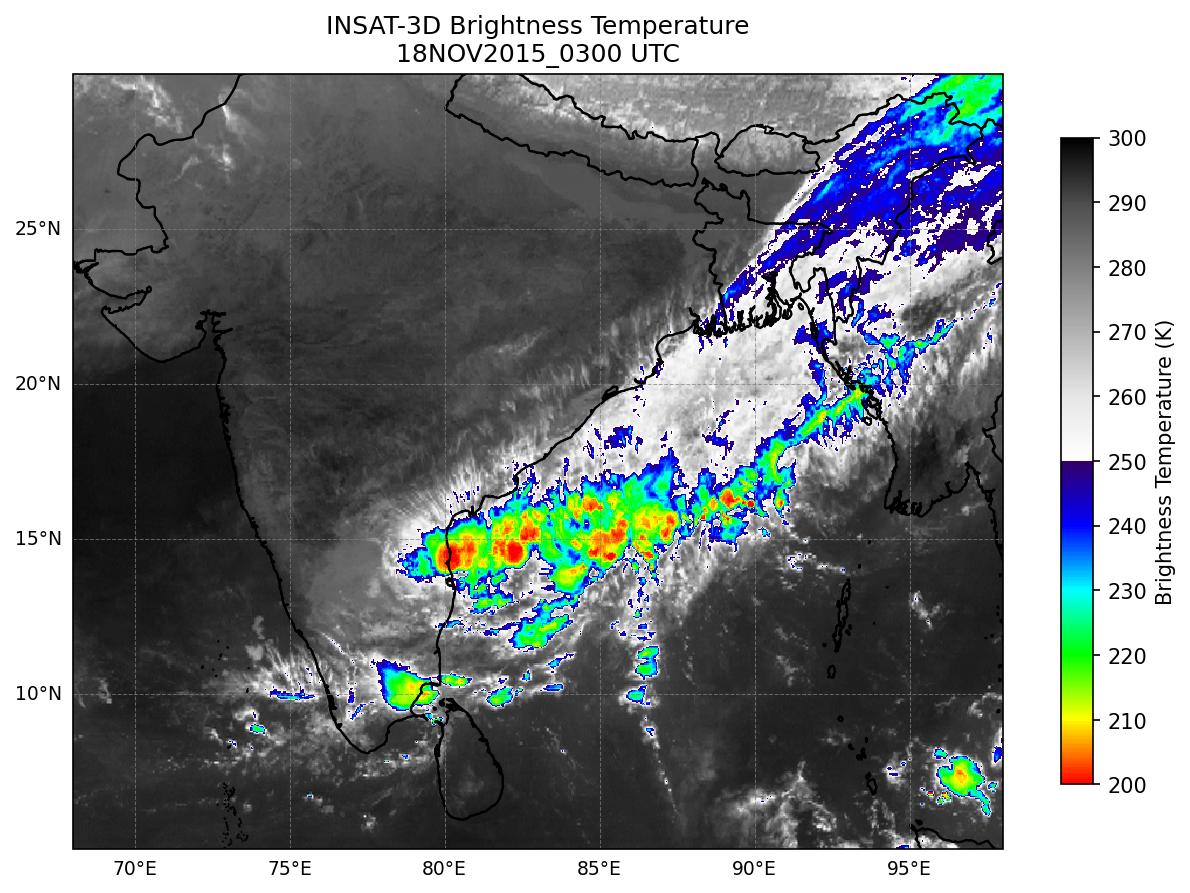 INSAT-3D Brightness Temperature
18NOV2015_0300 UTC
25°N
20°N
15°N
10°N
70°E
75°E
80°E
85°E
90°E
95°E
300
290
280
270
260
250
240
230
220
210
200
Brightness Temperature (K)